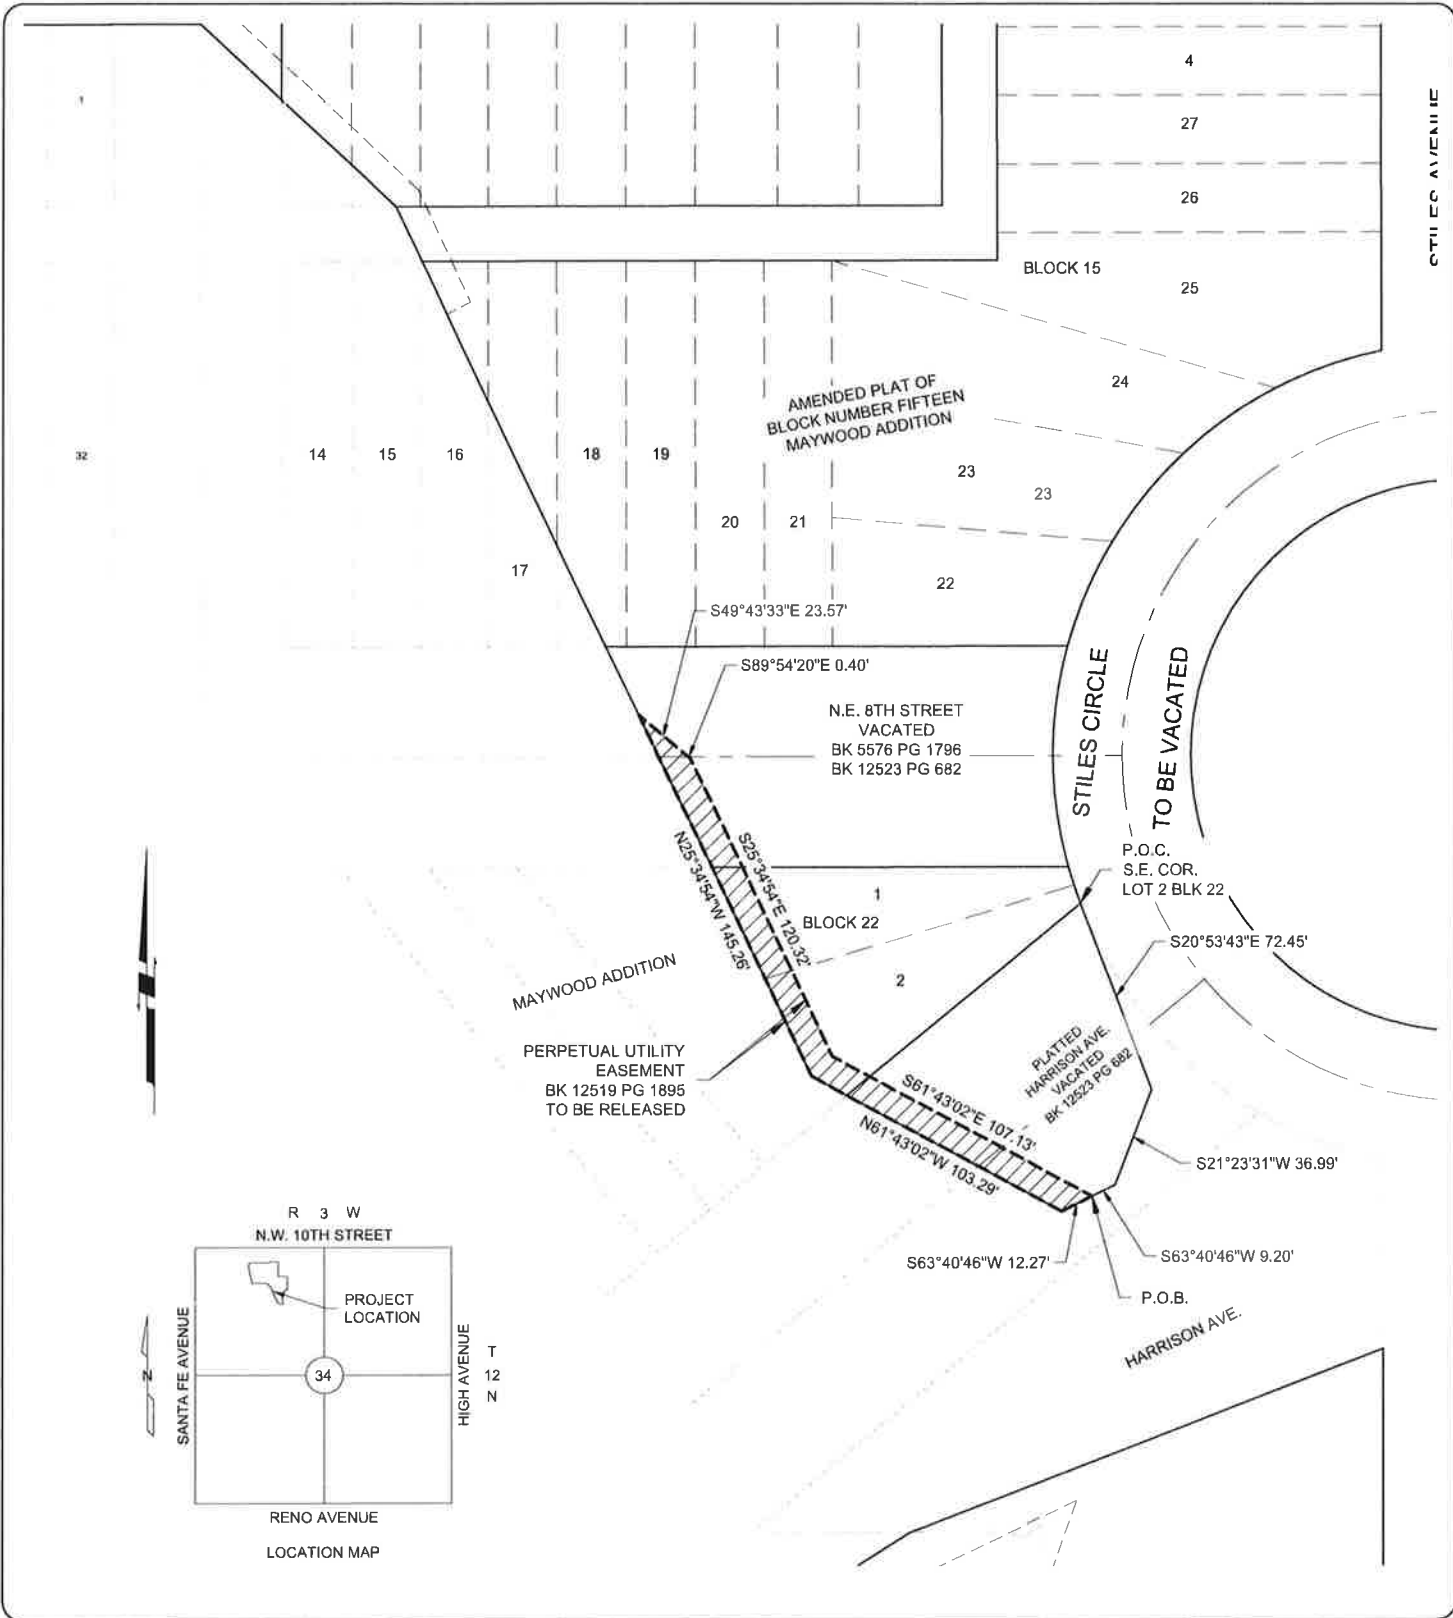 4
1
27
STILES AVENUE
26
BLOCK 15
25
24
AMENDED PLAT OF
BLOCK NUMBER FIFTEEN
MAYWOOD ADDITION
32
14
15
16
18
19
23
23
20
21
17
22
S49°43'33"E 23.57'
S89°54'20"E 0.40'
N.E. 8TH STREET
VACATED
BK 5576 PG 1796
BK 12523 PG 682
STILES CIRCLE
TO BE VACATED
N25°34'54"W 145.26'
S25°34'54"E 120.32'
P.O.C.
S.E. COR.
LOT 2 BLK 22
1
BLOCK 22
2
S20°53'43"E 72.45'
MAYWOOD ADDITION
PERPETUAL UTILITY
EASEMENT
BK 12519 PG 1895
TO BE RELEASED
PLATTED
HARRISON AVE.
VACATED
BK 12523 PG 682
S61°43'02"E 107.13'
N61°43'02"W 103.29'
S21°23'31"W 36.99'
S63°40'46"W 12.27'
S63°40'46"W 9.20'
P.O.B.
HARRISON AVE.
R 3 W
N.W. 10TH STREET
PROJECT
LOCATION
SANTA FE AVENUE
N
34
HIGH AVENUE
T
12
N
RENO AVENUE
LOCATION MAP